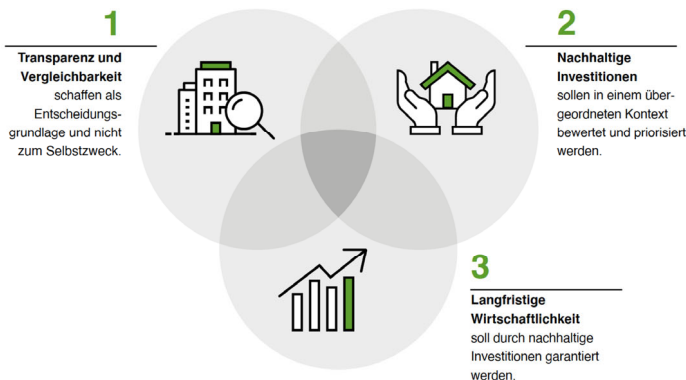 1
Transparenz und
Vergleichbarkeit
schaffen als
Entscheidungs-
grundlage und nicht
zum Selbstzweck.
2
Nachhaltige
Investitionen
sollen in einem über-
geordneten Kontext
bewertet und priorisiert
werden.
3
Langfristige
Wirtschaftlichkeit
soll durch nachhaltige
Investitionen garantiert
werden.